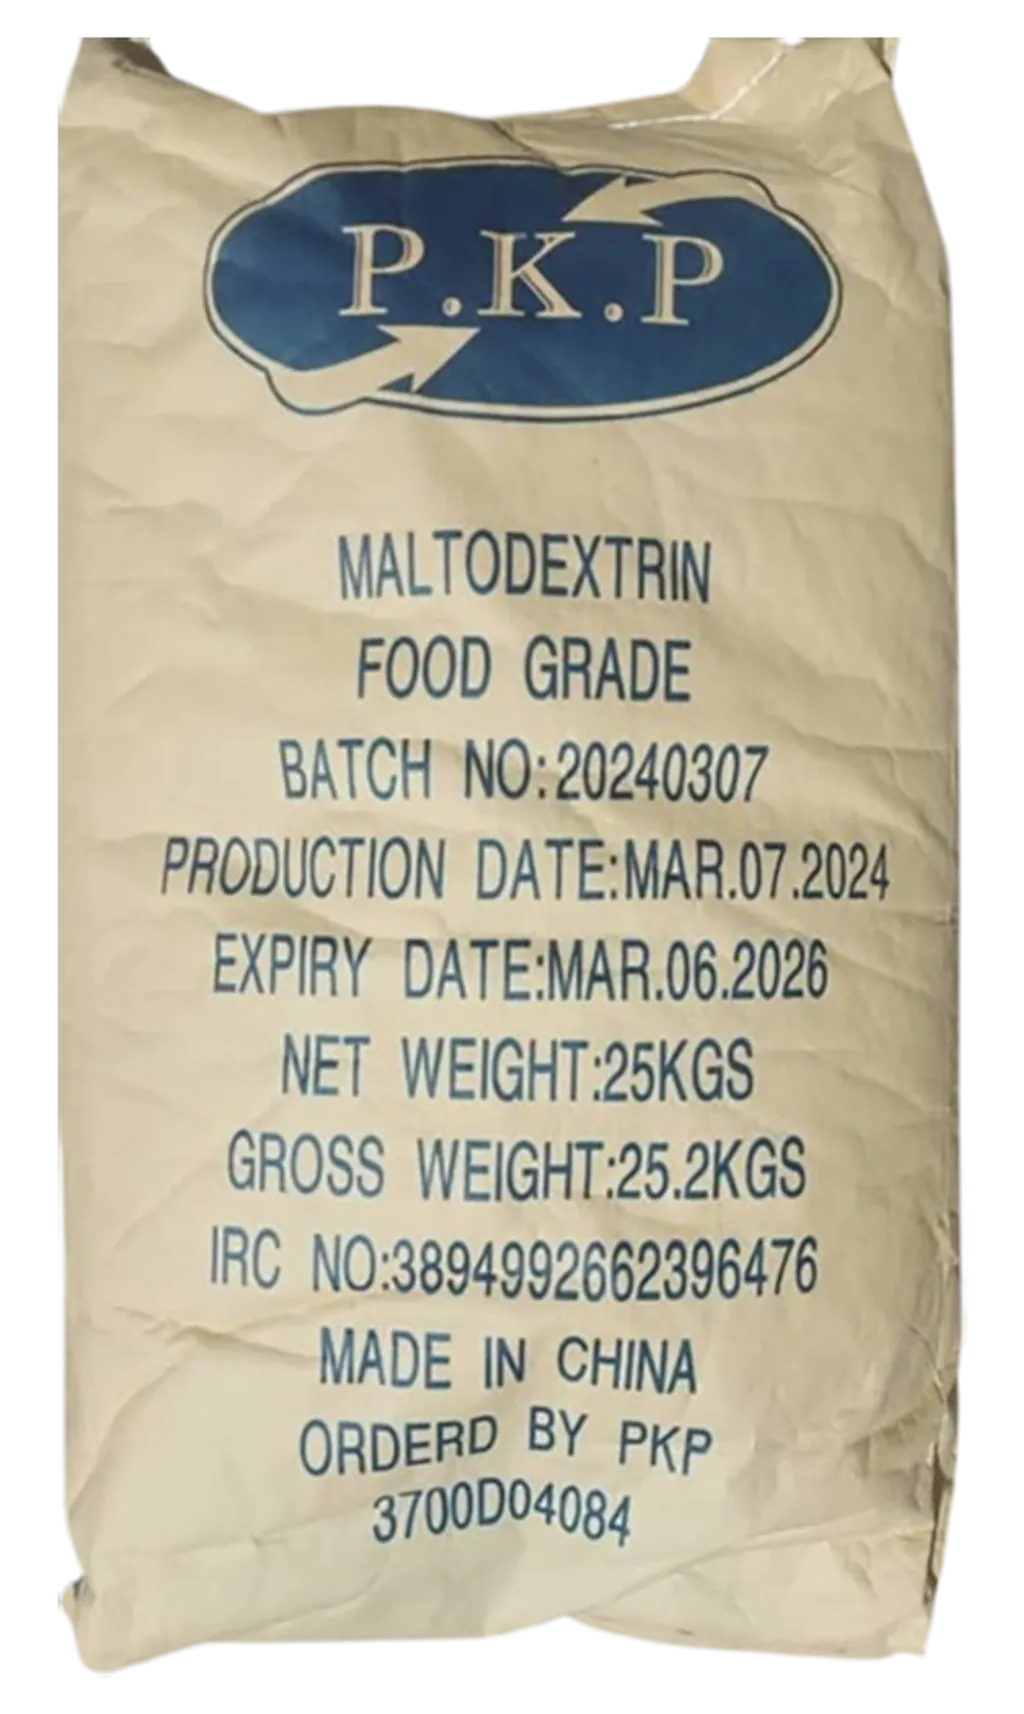 P.K.P
MALTODEXTRIN
FOOD GRADE
BATCH NO:20240307
PRODUCTION DATE:MAR.07.2024
EXPIRY DATE:MAR.06.2026
NET WEIGHT:25KGS
GROSS WEIGHT:25.2KGS
IRC NO:3894992662396476
MADE IN CHINA
ORDERD BY PKP
3700D04084